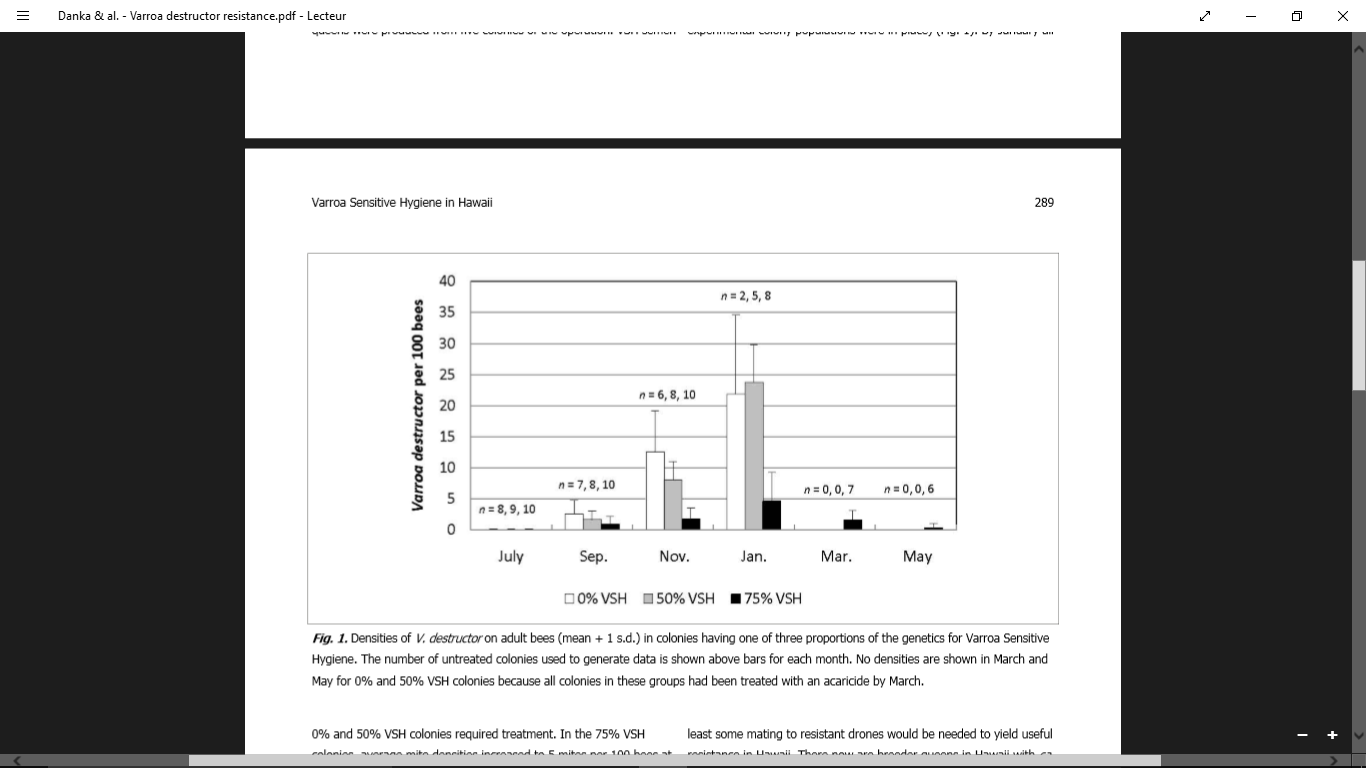 Danka & al. - Varroa destructor resistance.pdf - Lecteur
Varroa Sensitive Hygiene in Hawaii
289
Varroa destructor per 100 bees
40
35
30
25
20
15
10
5
0
n = 8, 9, 10
n = 7, 8, 10
n = 6, 8, 10
n = 2, 5, 8
n = 0, 0, 7
n = 0, 0, 6
July Sep. Nov. Jan. Mar. May
0% VSH 50% VSH 75% VSH
Fig. 1. Densities of V. destructor on adult bees (mean + 1 s.d.) in colonies having one of three proportions of the genetics for Varroa Sensitive
Hygiene. The number of untreated colonies used to generate data is shown above bars for each month. No densities are shown in March and
May for 0% and 50% VSH colonies because all colonies in these groups had been treated with an acaricide by March.
0% and 50% VSH colonies required treatment. In the 75% VSH
least some mating to resistant drones would be needed to yield useful